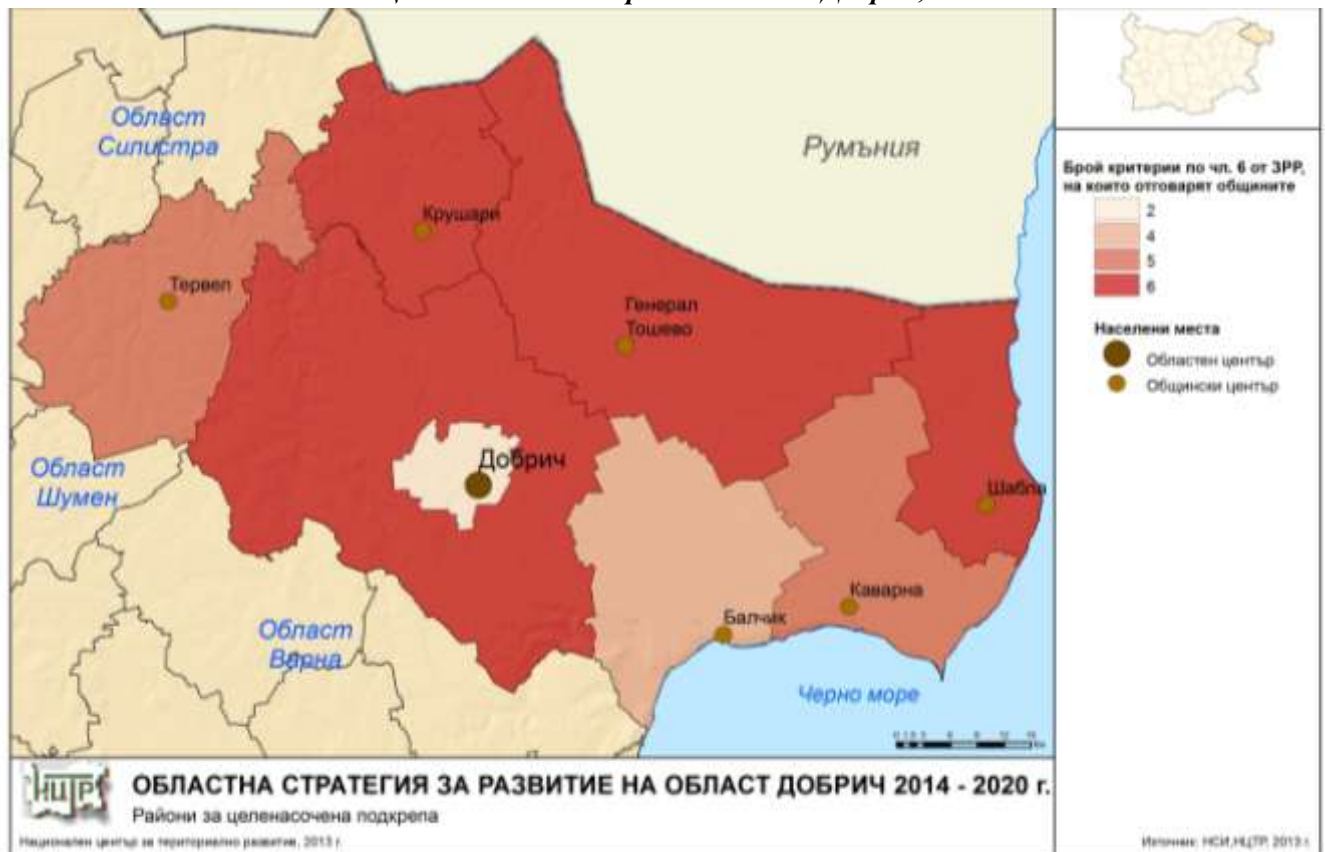 Румъния
Област
Силистра
Крушари
Тервел
Генерал
Тошево
Добрич
Област
Шумен
Шабла
Каварна
Балчик
Област
Варна
Черно море
Брой критерии по чл. 6 от ЗРР,
на които отговарят общините
2
4
5
6
Населени места
Областен център
Общински център
НЦТР
ОБЛАСТНА СТРАТЕГИЯ ЗА РАЗВИТИЕ НА ОБЛАСТ ДОБРИЧ 2014 - 2020 г.
Райони за целенасочена подкрепа
Национален център за териториално развитие, 2013 г.
Източник: НСИ, НЦТР, 2013 г.